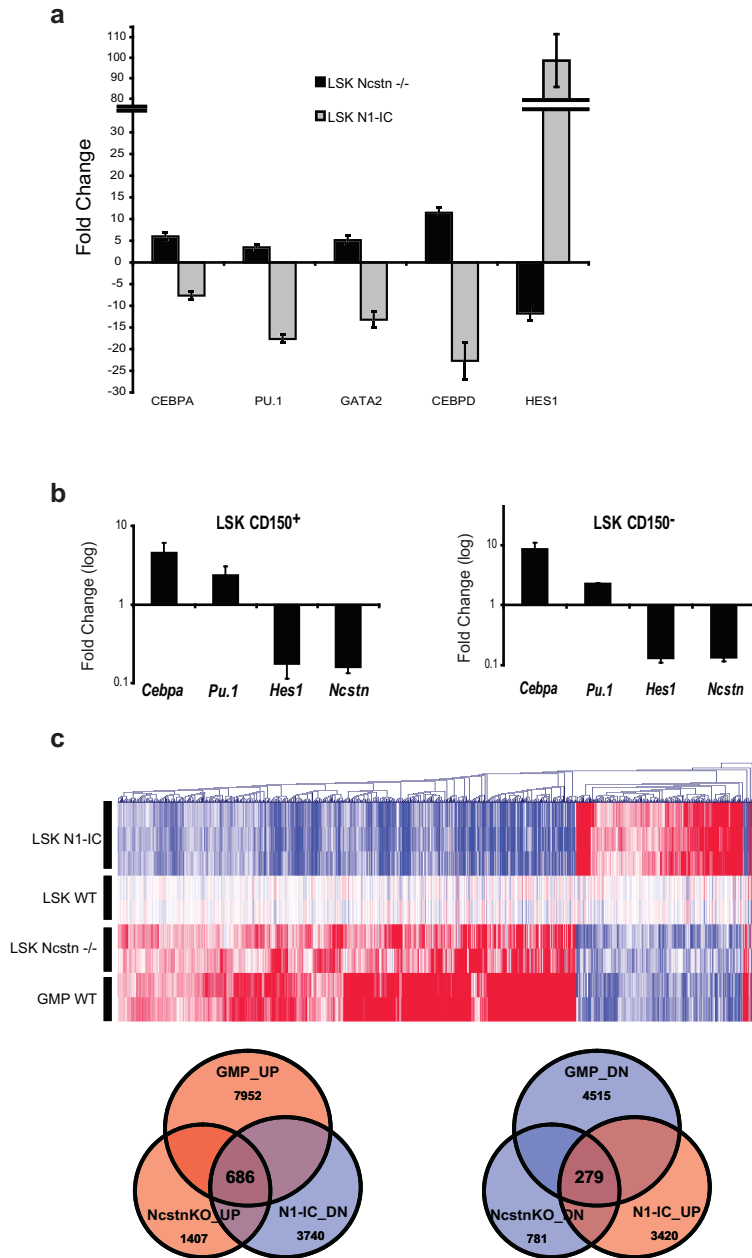 a
110
100
90
80
30
25
20
15
10
5
0
-5
-10
-15
-20
-25
-30
Fold Change
LSK Ncstn -/-
LSK N1-IC
CEBPA PU.1 GATA2 CEBPD HES1
b
LSK CD150+
Fold Change (log)
10
1
0.1
Cebpa Pu.1 Hes1 Ncstn
LSK CD150-
Fold Change (log)
10
1
0.1
Cebpa Pu.1 Hes1 Ncstn
c
LSK N1-IC
LSK WT
LSK Ncstn -/-
GMP WT
GMP_UP
7952
686
NcstnKO_UP
1407
N1-IC_DN
3740
GMP_DN
4515
279
NcstnKO_DN
781
N1-IC_UP
3420